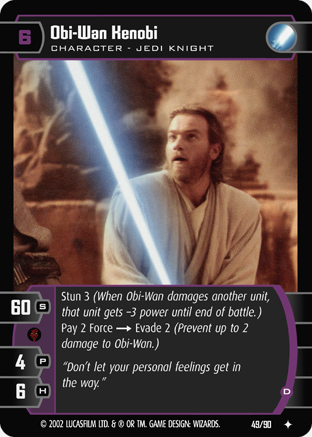 6 Obi-Wan Kenobi
CHARACTER - JEDI KNIGHT
60 S
4 P
6 H
Stun 3 (When Obi-Wan damages another unit,
that unit gets -3 power until end of battle.)
Pay 2 Force → Evade 2 (Prevent up to 2
damage to Obi-Wan.)
"Don't let your personal feelings get in
the way."
D
© 2002 LUCASFILM LTD. & ® OR TM. GAME DESIGN: WIZARDS. 49/90